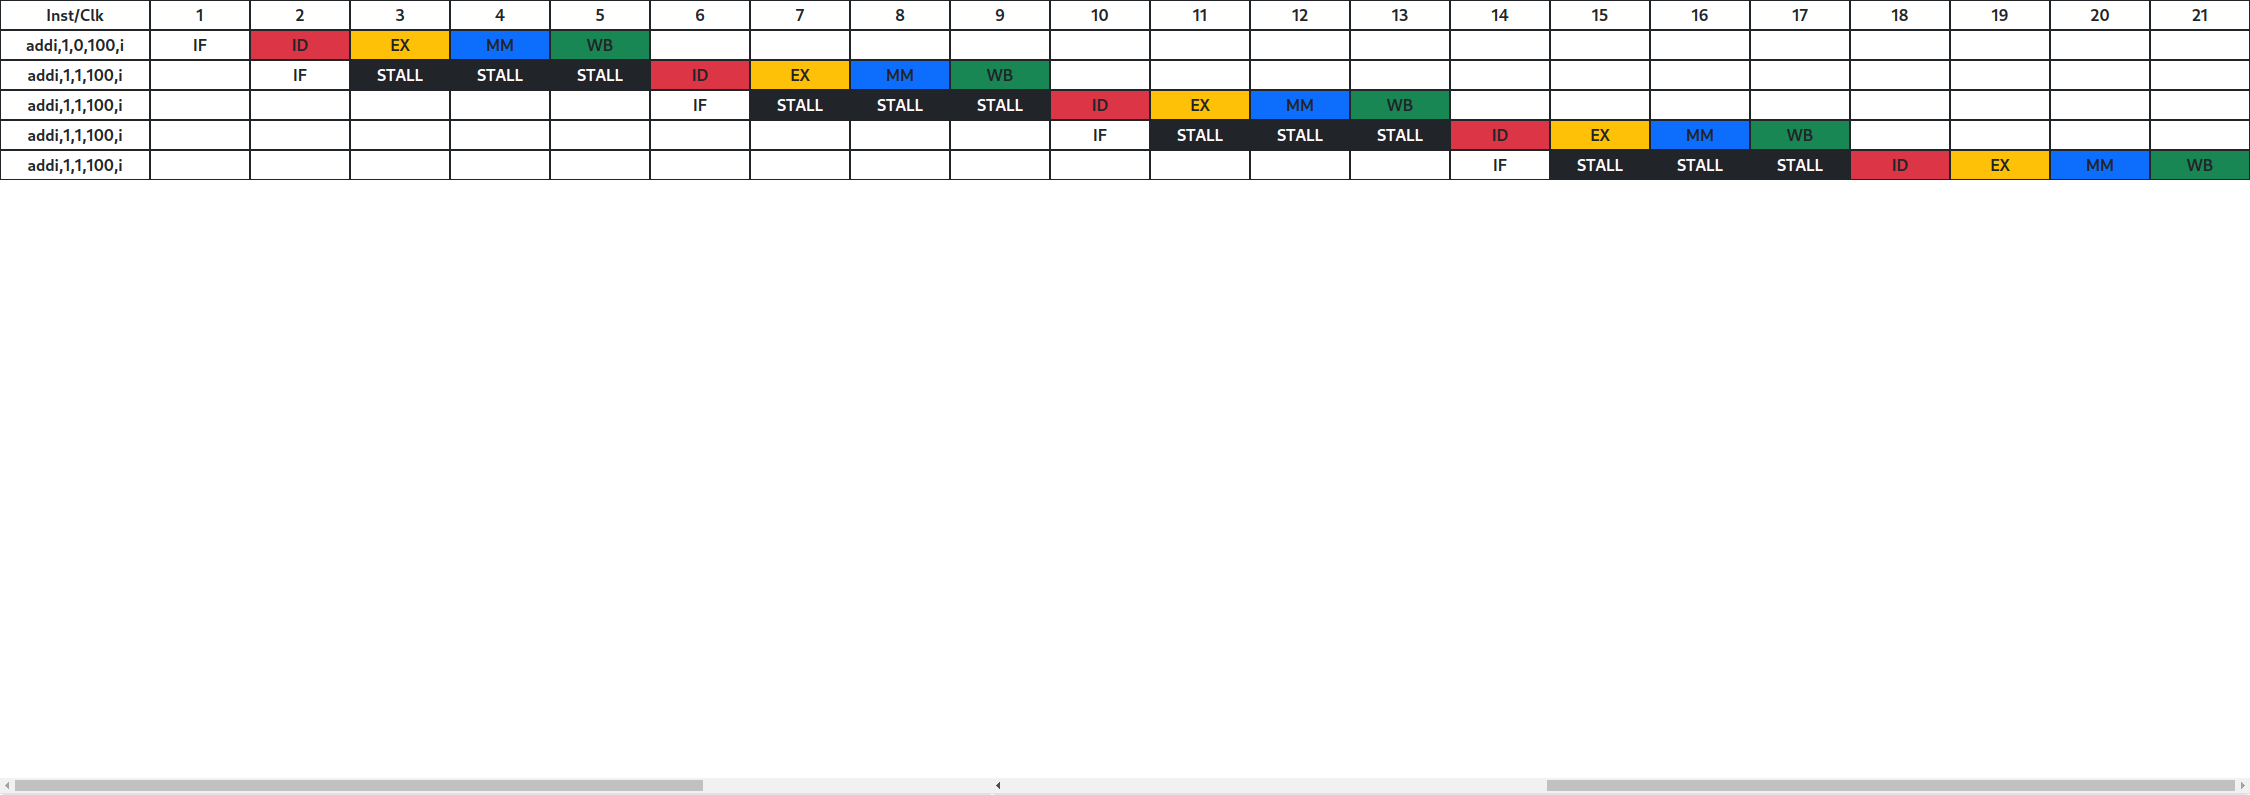 Inst/Clk 1 2 3 4 5 6 7 8 9 10 11 12 13 14 15 16 17 18 19 20 21
addi,1,0,100,i IF ID EX MM WB
addi,1,1,100,i IF STALL STALL STALL ID EX MM WB
addi,1,1,100,i IF STALL STALL STALL ID EX MM WB
addi,1,1,100,i IF STALL STALL STALL ID EX MM WB
addi,1,1,100,i IF STALL STALL STALL ID EX MM WB